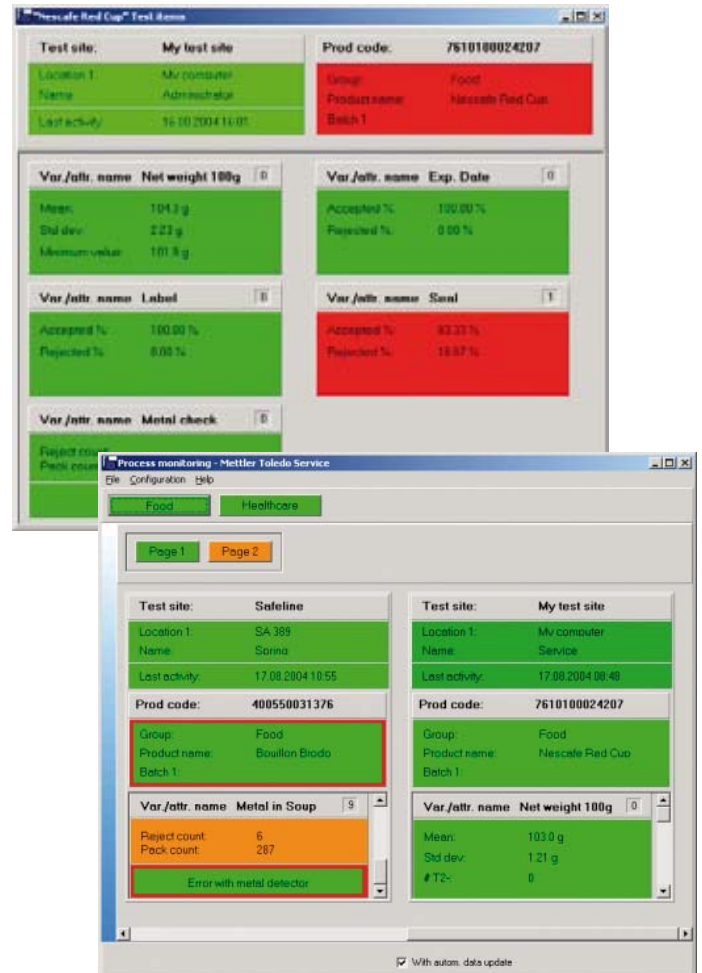 "Nescafe Red Cup" Test items
Test site: My test site
Location 1: My computer
Name: Administrator
Last activity:
Prod code: 7610100024207
Group: Food
Product name: Nescafe Red Cup
Batch 1
Var./attr. name Net weight 100g 0
Mean: 104.3 g
Std dev: 2.23 g
Minimum value:
Var./attr. name Exp. Date 0
Accepted %: 100.00 %
Rejected %: 0.00 %
Var./attr. name Label 0
Accepted %: 100.00 %
Rejected %: 0.00 %
Var./attr. name Seal 1
Accepted %: 83.33 %
Rejected %:
Var./attr. name Metal check 0
Reject
Pack
Process monitoring - Mettler Toledo Service
File Configuration Help
Food Healthcare
Page 1 Page 2
Test site: Safeline
Location 1: SA 389
Name:
Last activity: 17.08.2004 10:55
Prod code: 400550031376
Group: Food
Product name: Bouillon Brodo
Batch 1:
Var./attr. name Metal in Soup 9
Reject count: 6
Pack count: 287
Error with metal detector
Test site: My test site
Location 1: My computer
Name: Service
Last activity: 17.08.2004 08:48
Prod code: 7610100024207
Group: Food
Product name: Nescafe Red Cup
Batch 1:
Var./attr. name Net weight 100g 0
Mean: 103.0 g
Std dev: 1.21 g
# T2-: 0
With autom. data update